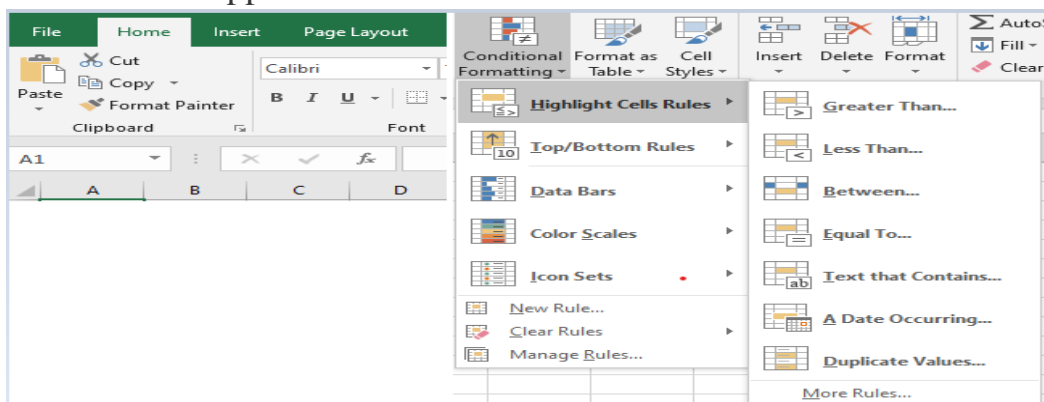 File Home Insert Page Layout
Cut
Copy
Paste
Format Painter
Clipboard
Calibri
B I U
Font
A1
fx
A B C D
Conditional Formatting
Format as Table
Cell Styles
Insert Delete Format
Fill
Clear
Highlight Cells Rules
Top/Bottom Rules
Data Bars
Color Scales
Icon Sets
New Rule...
Clear Rules
Manage Rules...
Greater Than...
Less Than...
Between...
Equal To...
Text that Contains...
A Date Occurring...
Duplicate Values...
More Rules...